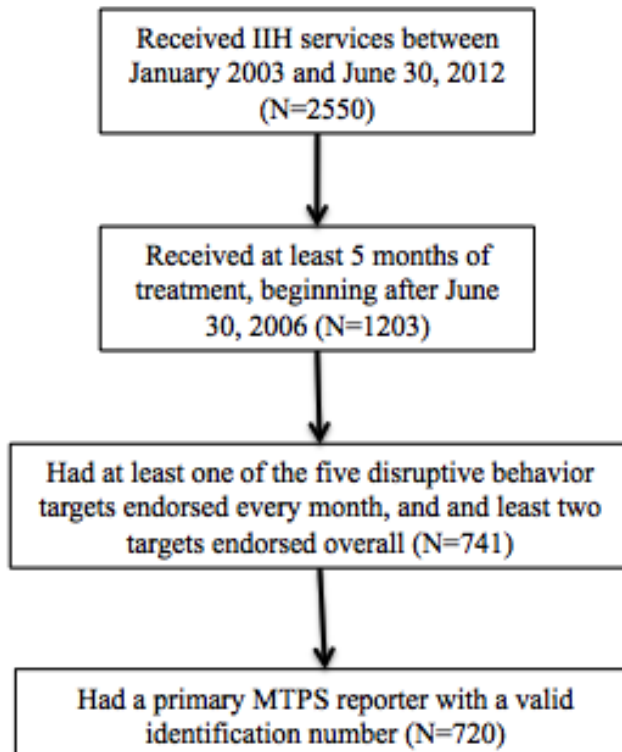 Received IIH services between
January 2003 and June 30, 2012
(N=2550)
Received at least 5 months of
treatment, beginning after June
30, 2006 (N=1203)
Had at least one of the five disruptive behavior
targets endorsed every month, and and least two
targets endorsed overall (N=741)
Had a primary MTPS reporter with a valid
identification number (N=720)